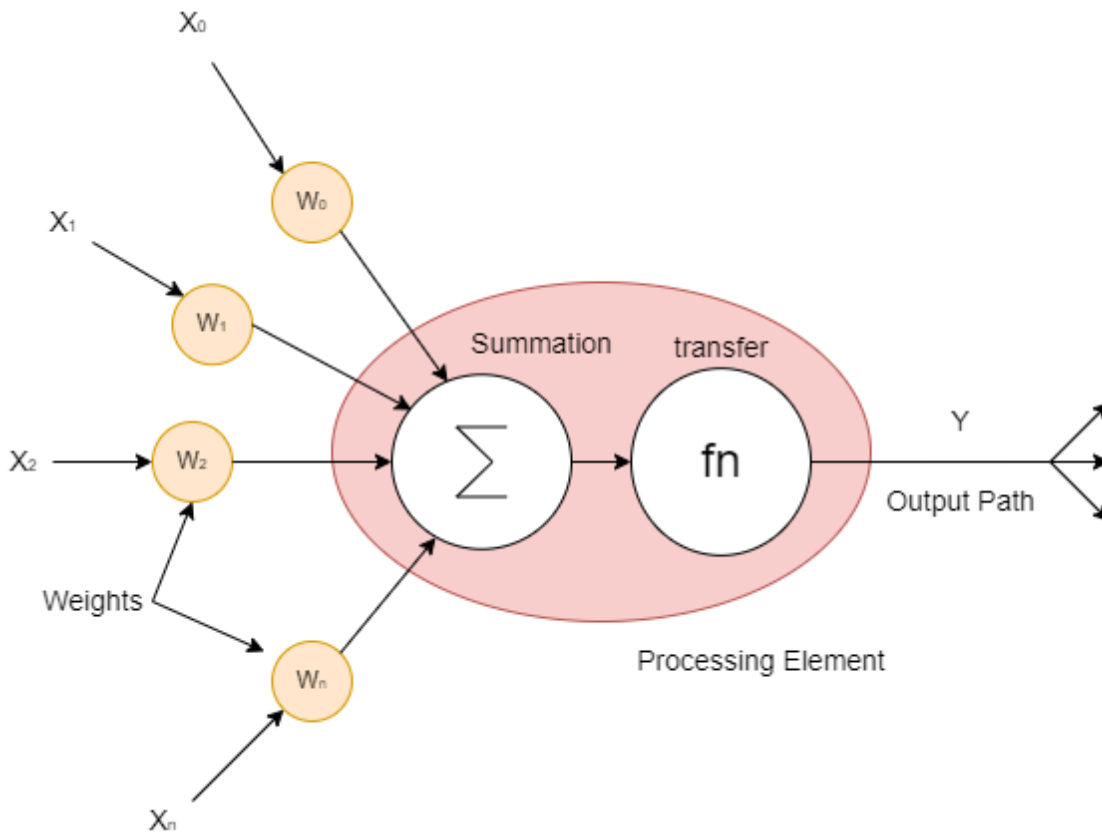 X₀
W₀
X₁
W₁
Summation
transfer
X₂
W₂
∑
fn
Y
Output Path
Weights
Wₙ
Processing Element
Xₙ